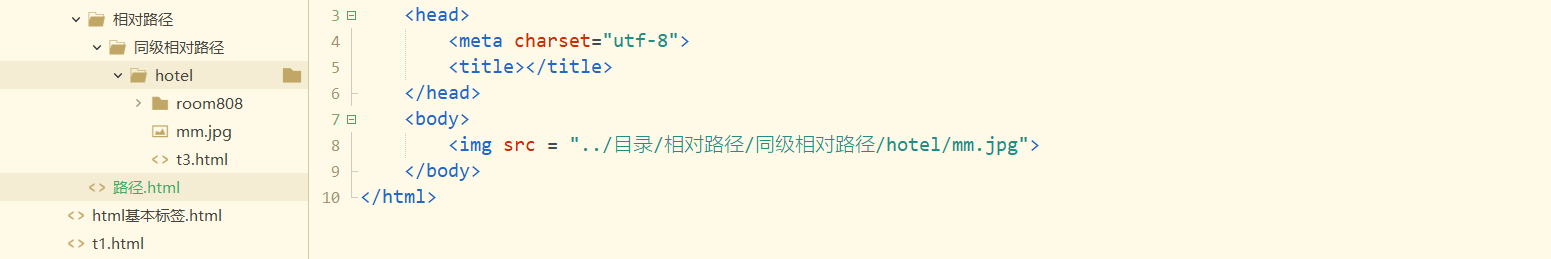 相对路径
同级相对路径
hotel
room808
mm.jpg
t3.html
路径.html
html基本标签.html
t1.html
3 <head>
4 <meta charset="utf-8">
5 <title></title>
6 </head>
7 <body>
8 <img src = "../目录/相对路径/同级相对路径/hotel/mm.jpg">
9 </body>
10 </html>